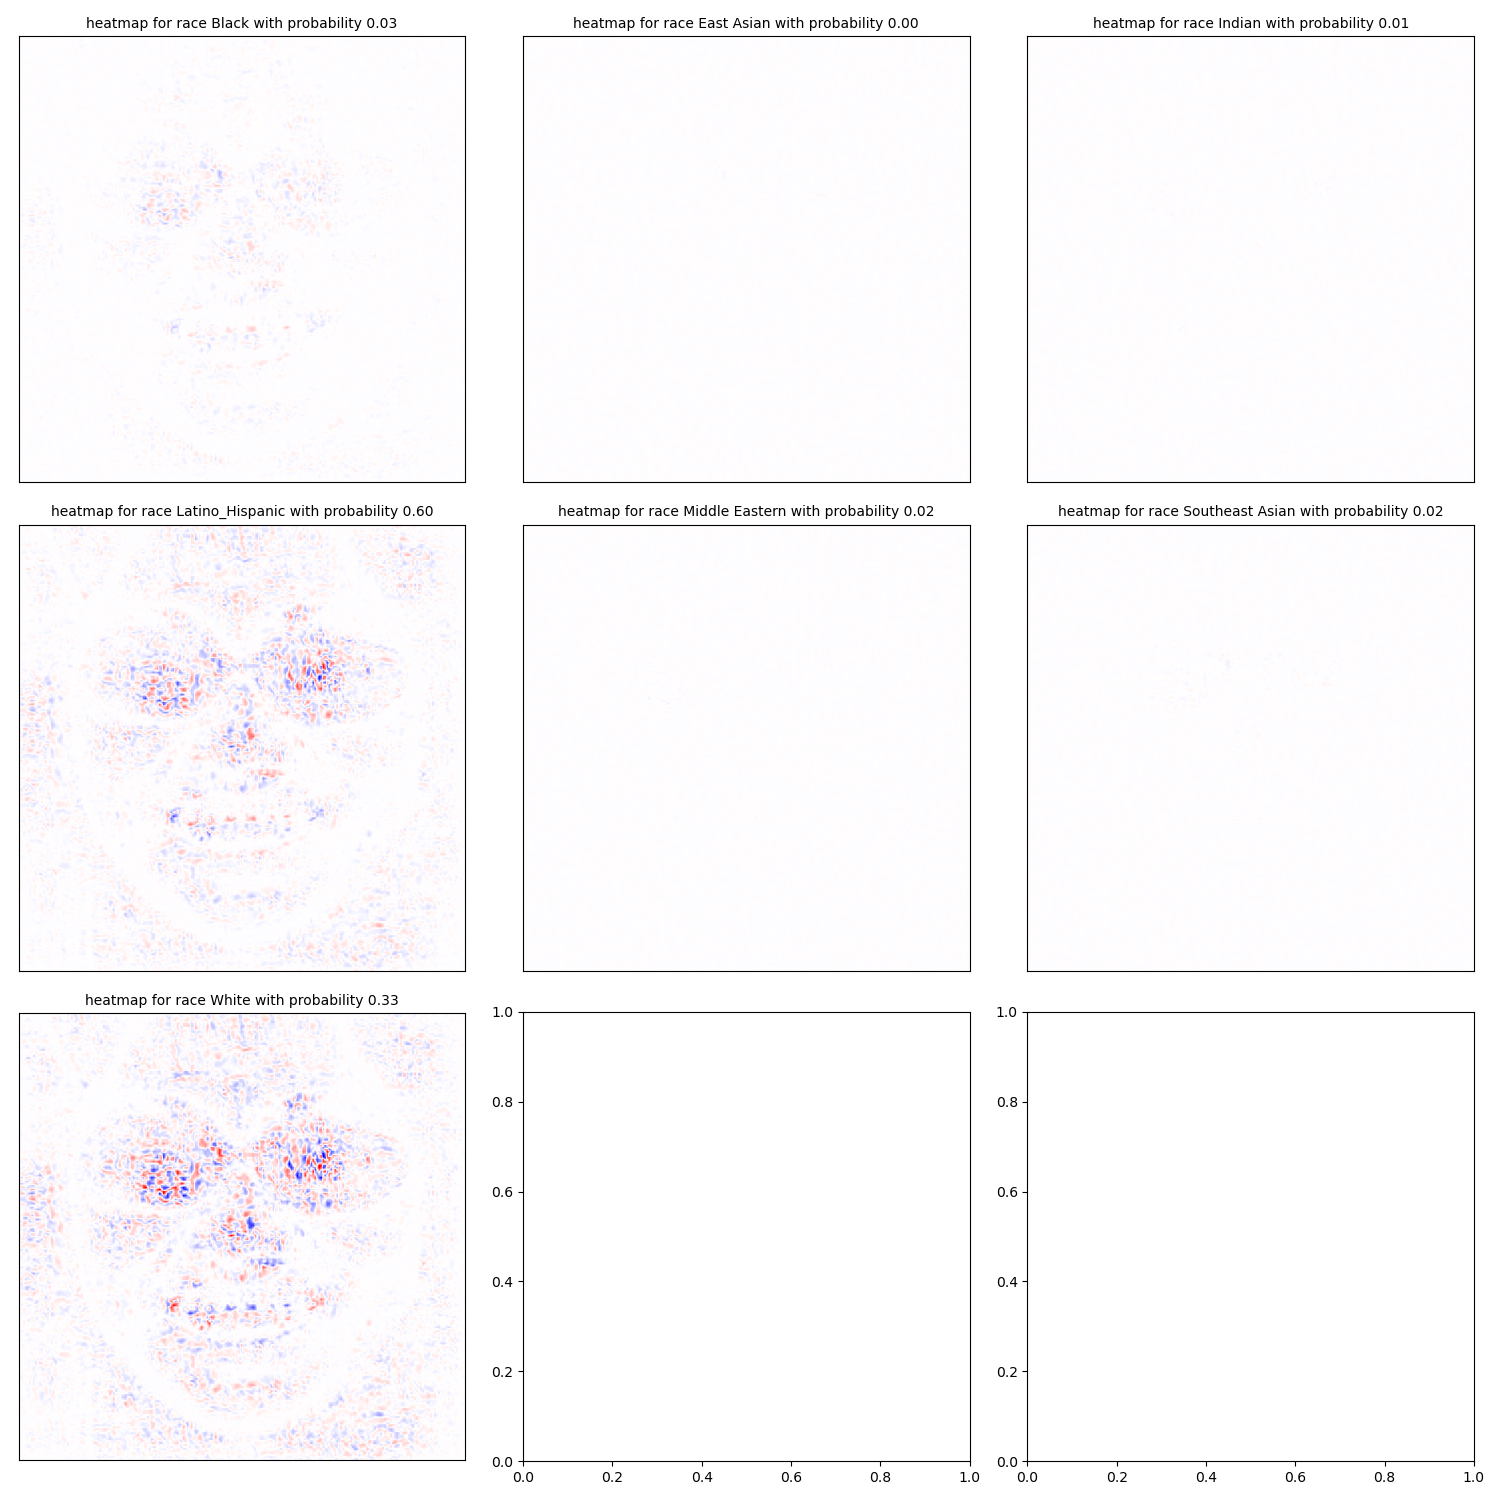 heatmap for race Black with probability 0.03
heatmap for race East Asian with probability 0.00
heatmap for race Indian with probability 0.01
heatmap for race Latino_Hispanic with probability 0.60
heatmap for race Middle Eastern with probability 0.02
heatmap for race Southeast Asian with probability 0.02
heatmap for race White with probability 0.33
1.0
0.8
0.6
0.4
0.2
0.0
0.0 0.2 0.4 0.6 0.8 1.0
1.0
0.8
0.6
0.4
0.2
0.0
0.0 0.2 0.4 0.6 0.8 1.0